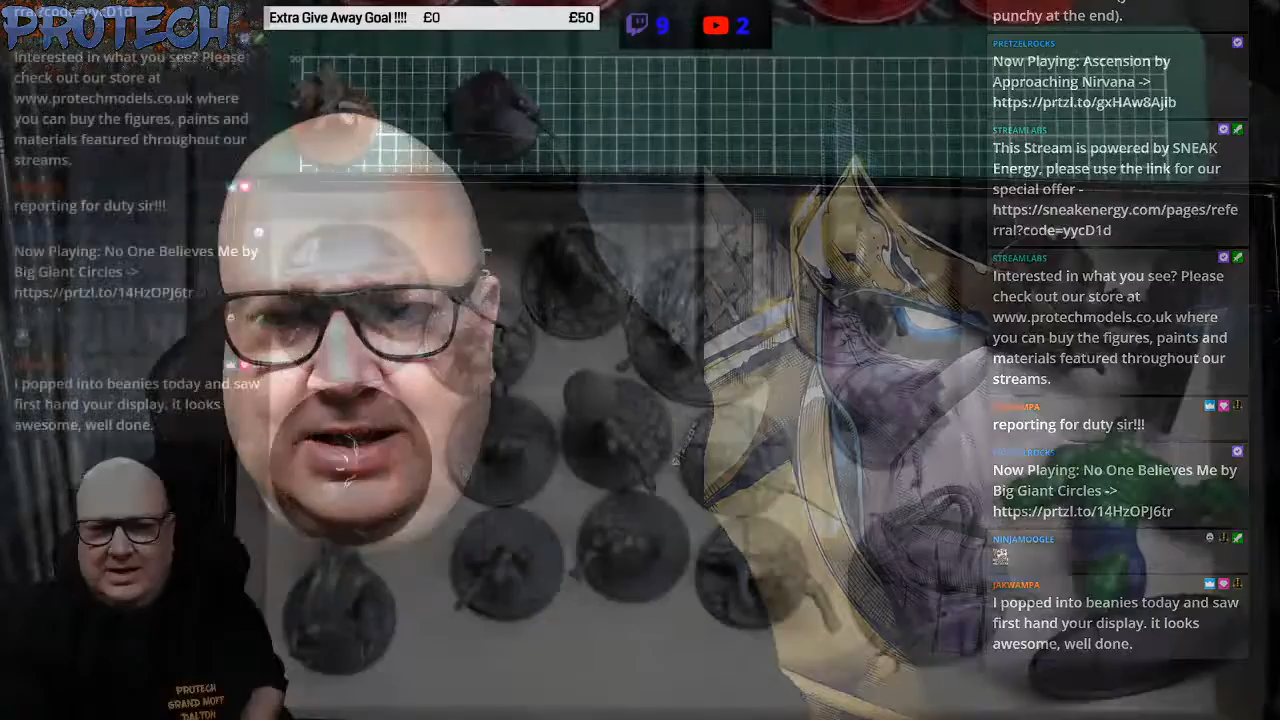 PROTECH
Extra Give Away Goal !!!! £0 £50
9 2
rra.?code=yycD1d
Interested in what you see? Please
check out our store at
www.protechmodels.co.uk where
you can buy the figures, paints and
materials featured throughout our
streams.
reporting for duty sir!!!
Now Playing: No One Believes Me by
Big Giant Circles ->
https://prtzl.to/14HzOPJ6tr
I popped into beanies today and saw
first hand your display. it looks
awesome, well done.
PROTECH
GRAND MOFF
DALTON
punchy at the end).
PRETZELROCKS
Now Playing: Ascension by
Approaching Nirvana ->
https://prtzl.to/gxHAw8Ajib
STREAMLABS
This Stream is powered by SNEAK
Energy, please use the link for our
special offer -
https://sneakenergy.com/pages/refe
rral?code=yycD1d
STREAMLABS
Interested in what you see? Please
check out our store at
www.protechmodels.co.uk where
you can buy the figures, paints and
materials featured throughout our
streams.
JAKWAMPA
reporting for duty sir!!!
PRETZELROCKS
Now Playing: No One Believes Me by
Big Giant Circles ->
https://prtzl.to/14HzOPJ6tr
NINJAMOOGLE
JAKWAMPA
I popped into beanies today and saw
first hand your display. it looks
awesome, well done.